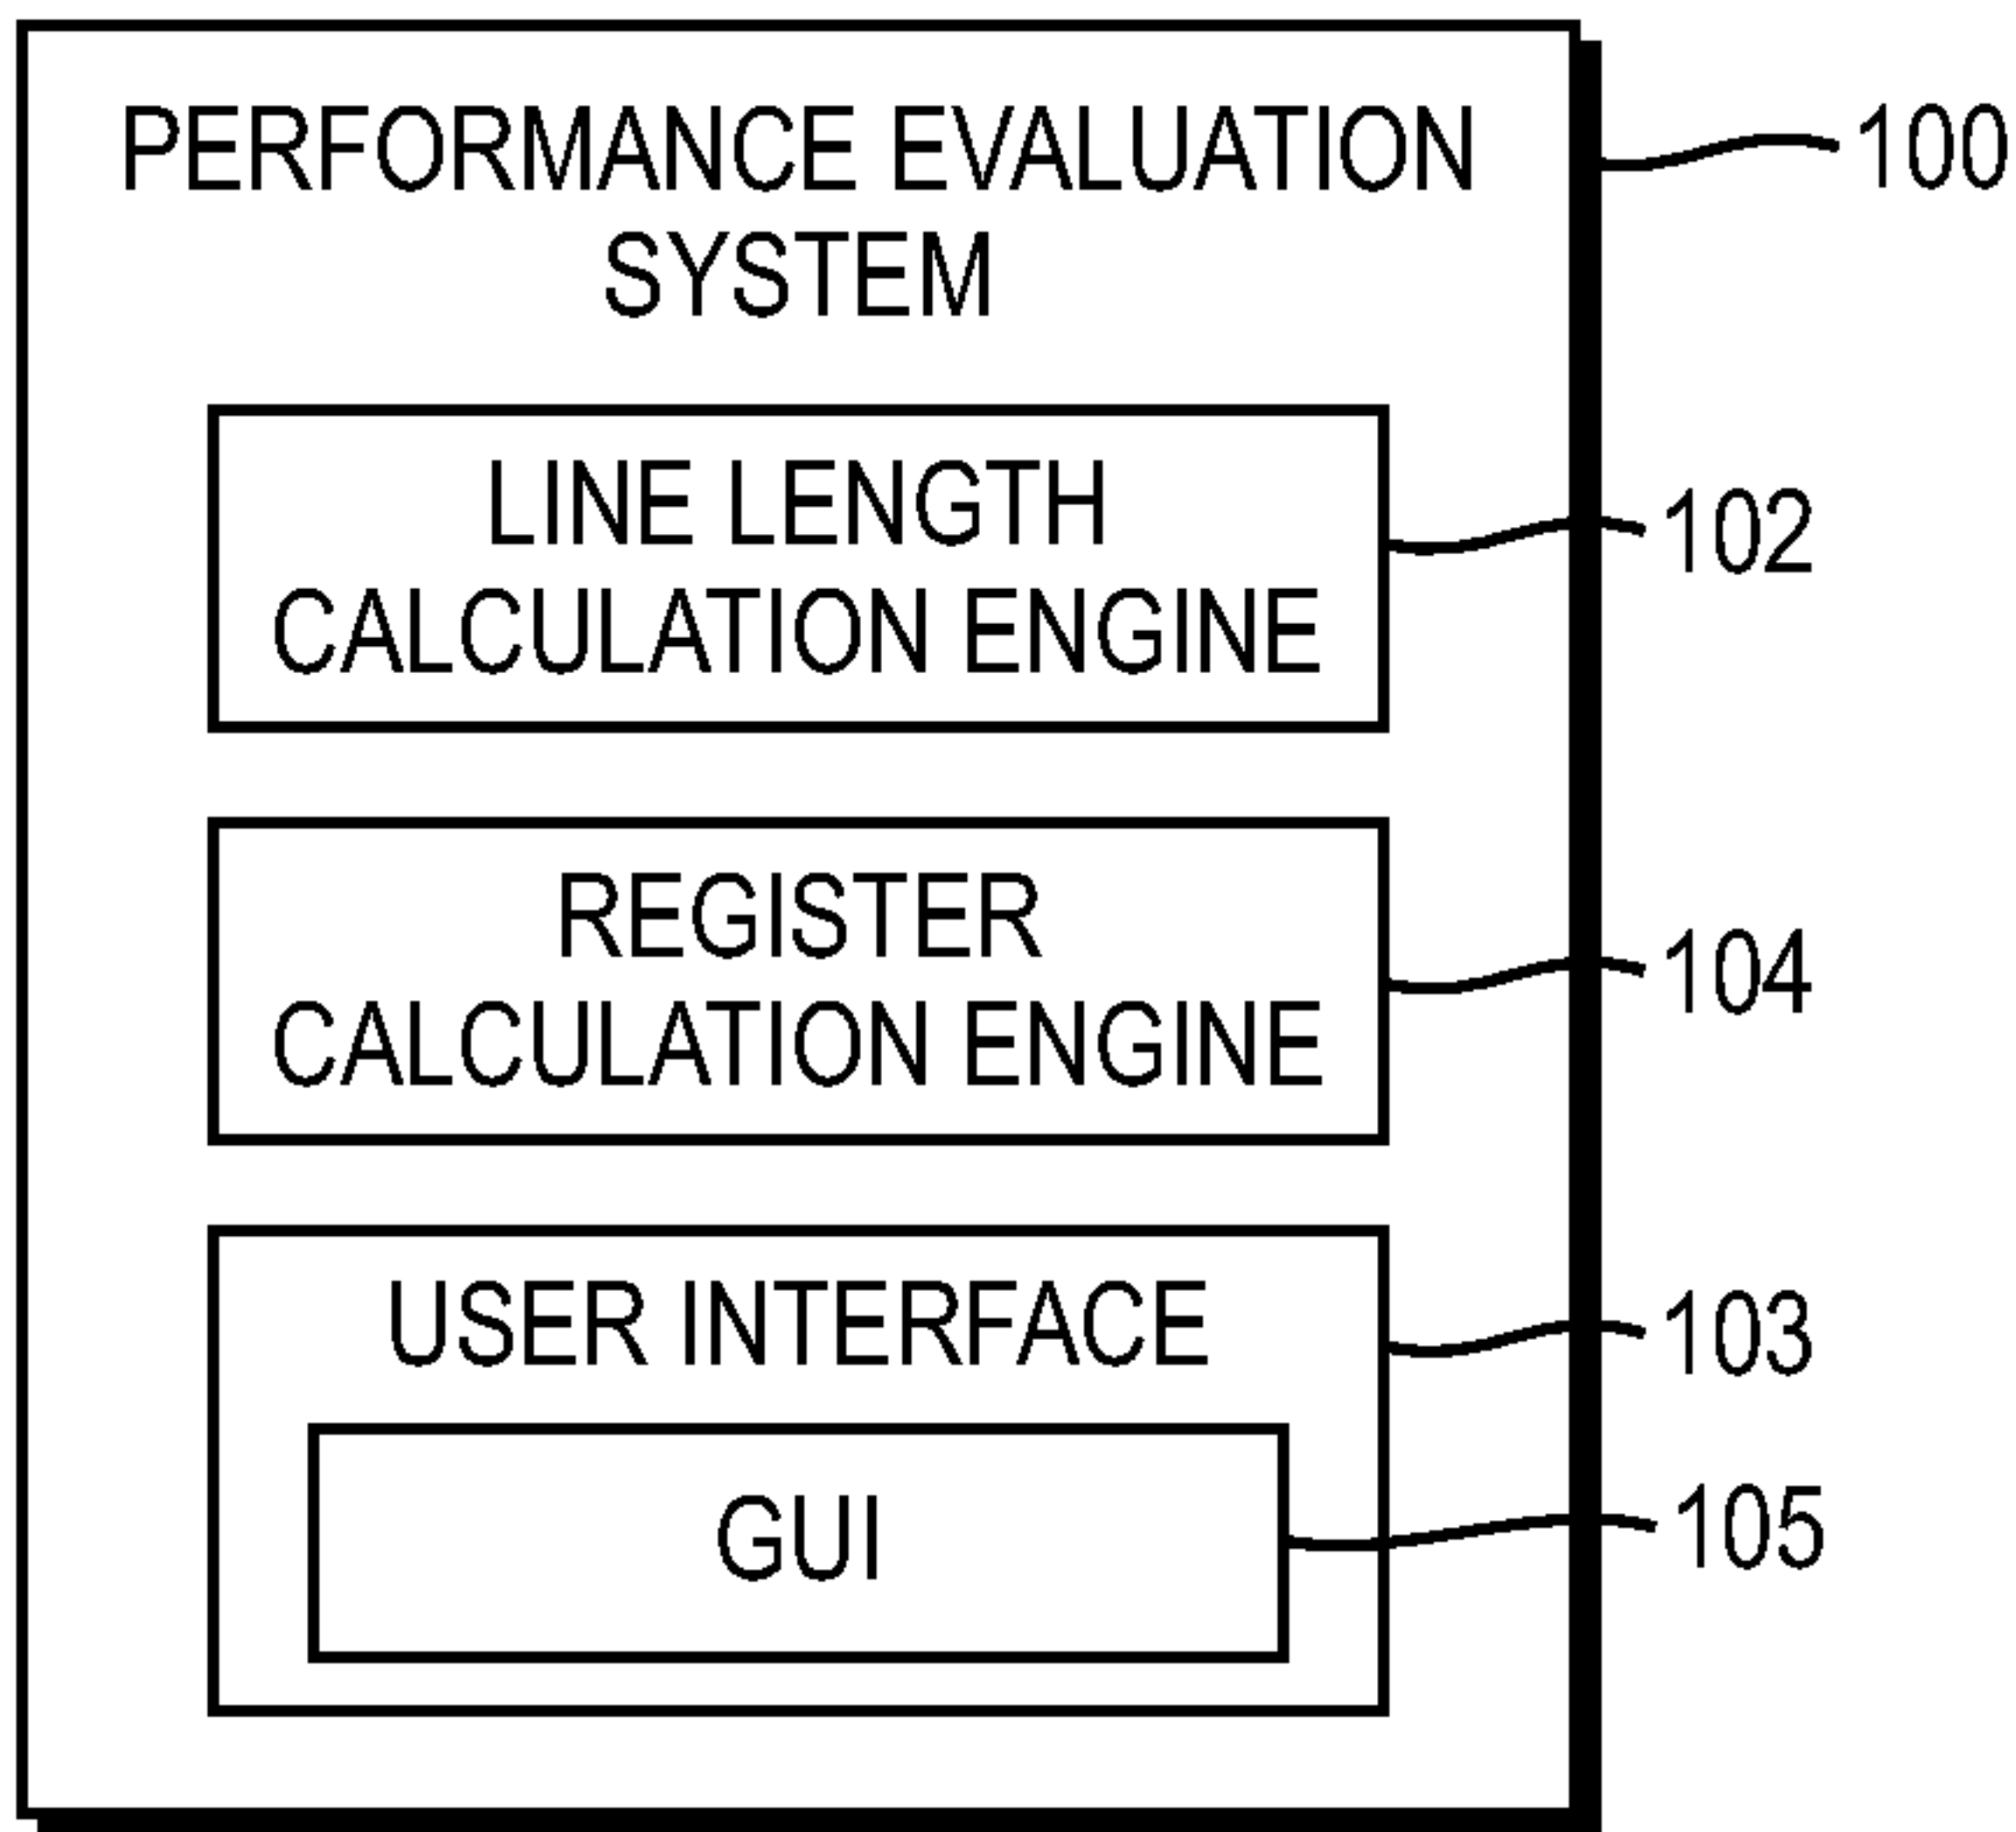 PERFORMANCE EVALUATION
SYSTEM
100
LINE LENGTH
CALCULATION ENGINE
102
REGISTER
CALCULATION ENGINE
104
USER INTERFACE
103
GUI
105